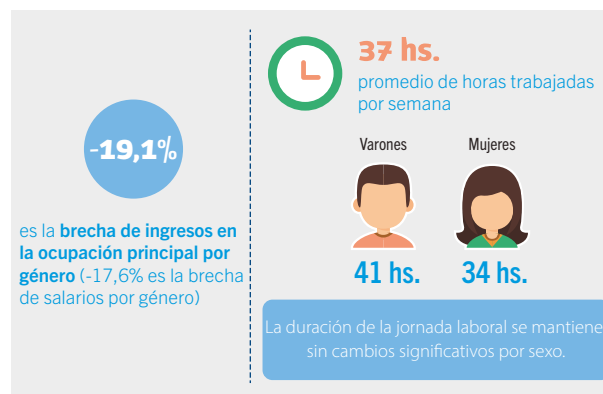 -19,1%
es la brecha de ingresos en
la ocupación principal por
género (-17,6% es la brecha
de salarios por género)
37 hs.
promedio de horas trabajadas
por semana
Varones
Mujeres
41 hs.
34 hs.
La duración de la jornada laboral se mantiene
sin cambios significativos por sexo.